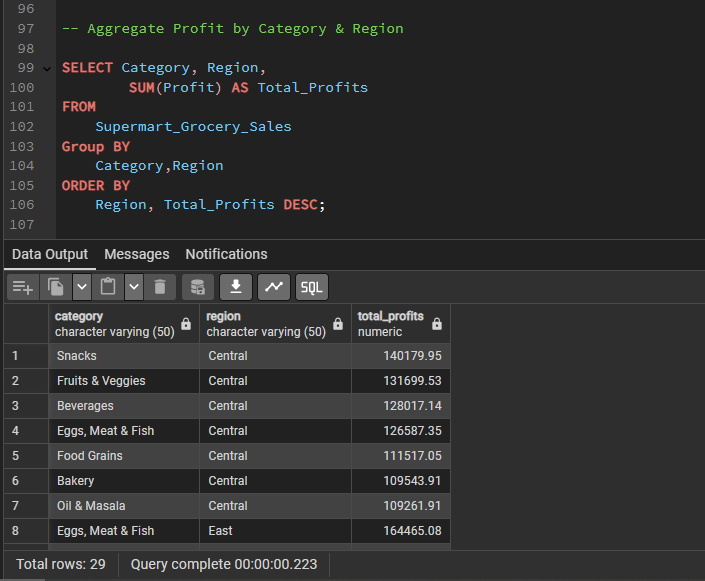 96
97 -- Aggregate Profit by Category & Region
98
99 SELECT Category, Region,
100 SUM(Profit) AS Total_Profits
101 FROM
102 Supermart_Grocery_Sales
103 Group BY
104 Category,Region
105 ORDER BY
106 Region, Total_Profits DESC;
107
Data Output Messages Notifications
SQL
category region total_profits
character varying (50) character varying (50) numeric
1 Snacks Central 140179.95
2 Fruits & Veggies Central 131699.53
3 Beverages Central 128017.14
4 Eggs, Meat & Fish Central 126587.35
5 Food Grains Central 111517.05
6 Bakery Central 109543.91
7 Oil & Masala Central 109261.91
8 Eggs, Meat & Fish East 164465.08
Total rows: 29 Query complete 00:00:00.223